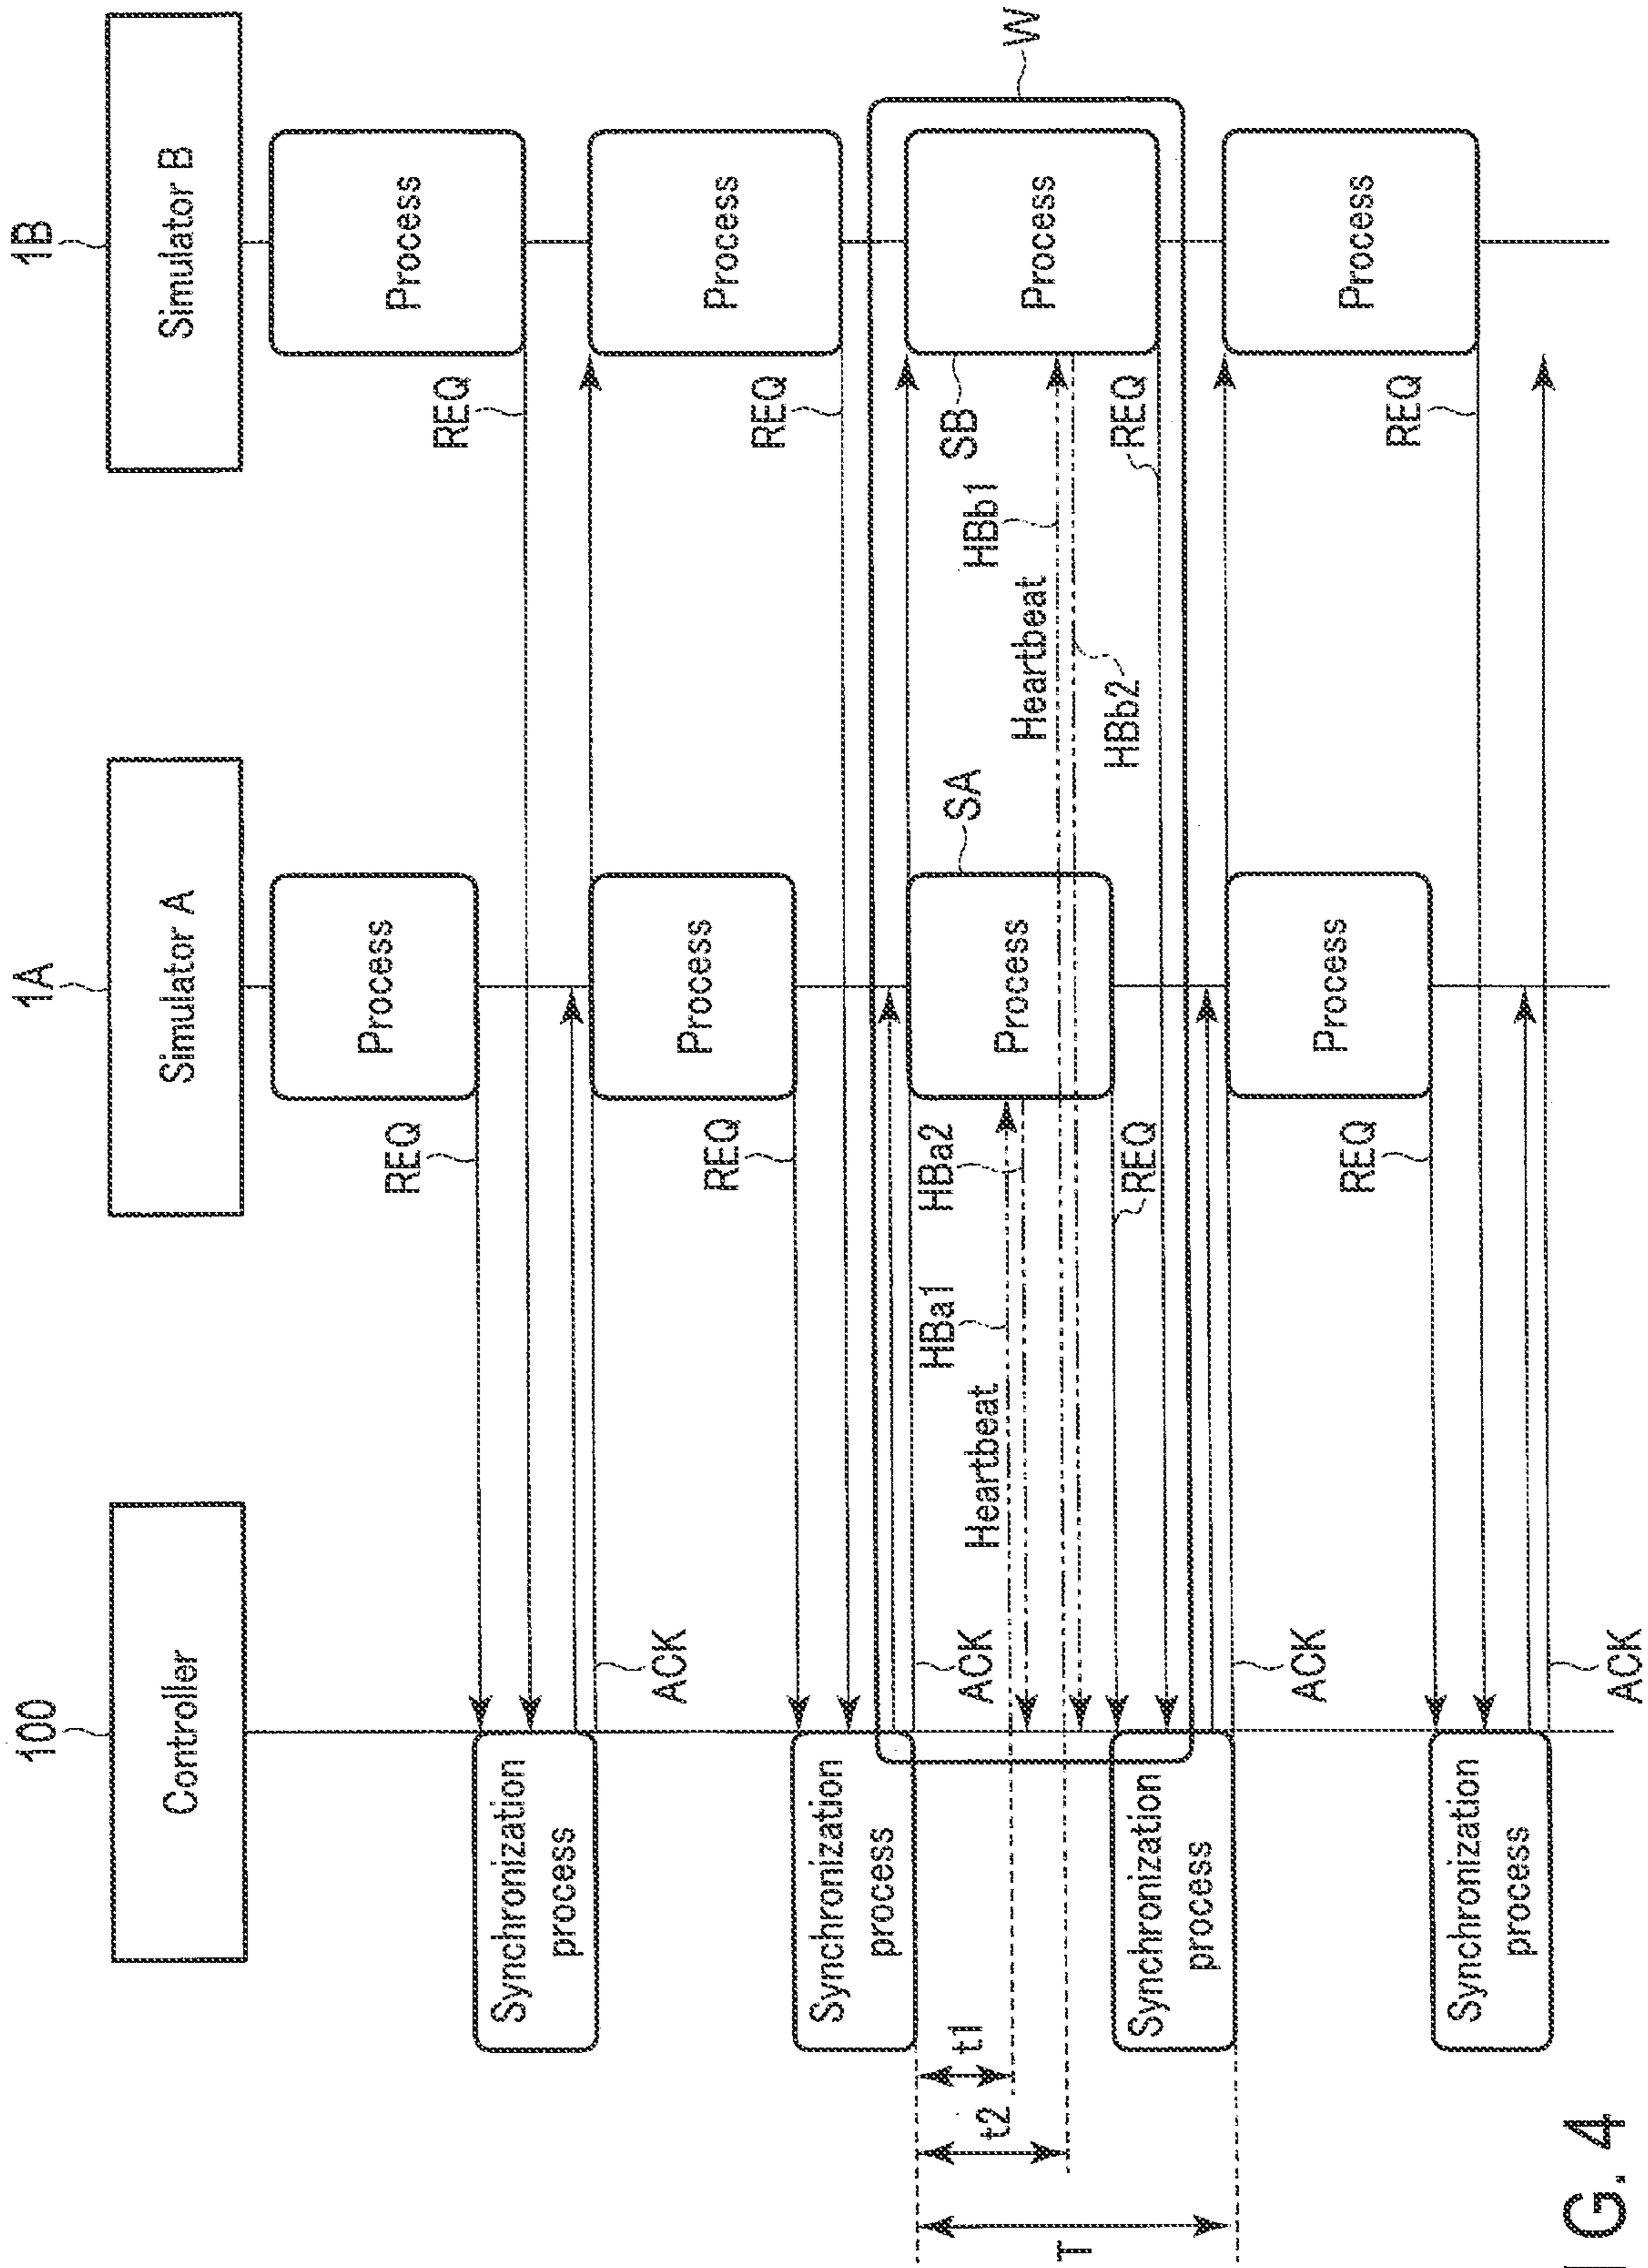 100
1A
1B
Controller
Simulator A
Simulator B
Process
Process
REQ
REQ
Synchronization
process
ACK
Process
Process
REQ
REQ
Synchronization
process
ACK
HBa1
HBa2
SA
SB
HBb1
t1
Heartbeat
t2
Process
Heartbeat
Process
W
T
HBb2
REQ
REQ
Synchronization
process
ACK
Process
Process
REQ
REQ
Synchronization
process
ACK
IG. 4